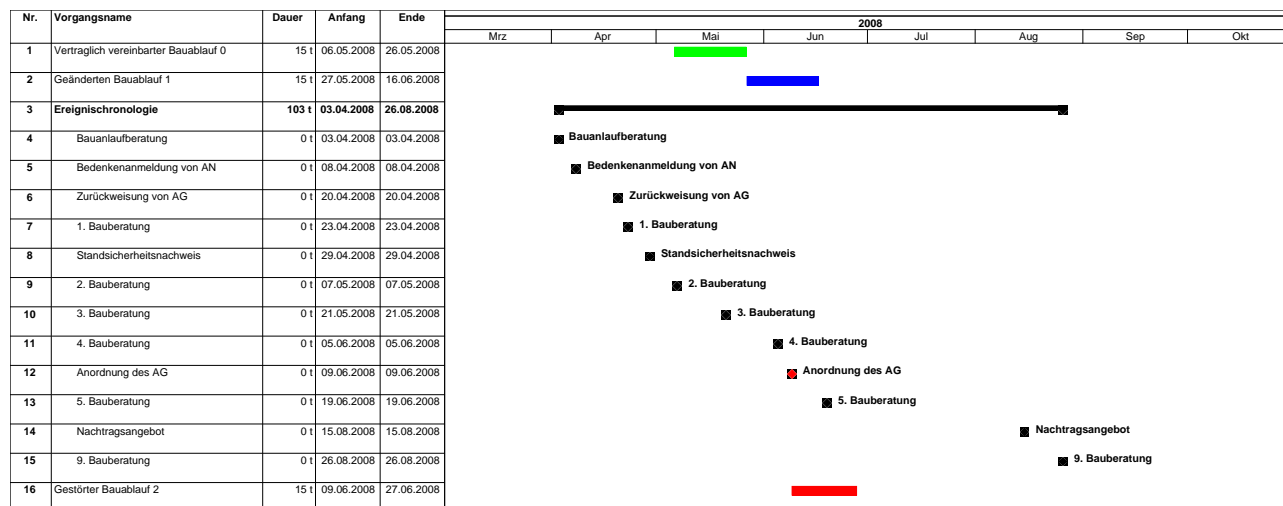 Nr. Vorgangsname Dauer Anfang Ende 2008
Mrz Apr Mai Jun Jul Aug Sep Okt
1 Vertraglich vereinbarter Bauablauf 0 15 t 06.05.2008 26.05.2008
2 Geänderten Bauablauf 1 15 t 27.05.2008 16.06.2008
3 Ereignischronologie 103 t 03.04.2008 26.08.2008
4 Bauanlaufberatung 0 t 03.04.2008 03.04.2008 Bauanlaufberatung
5 Bedenkenanmeldung von AN 0 t 08.04.2008 08.04.2008 Bedenkenanmeldung von AN
6 Zurückweisung von AG 0 t 20.04.2008 20.04.2008 Zurückweisung von AG
7 1. Bauberatung 0 t 23.04.2008 23.04.2008 1. Bauberatung
8 Standsicherheitsnachweis 0 t 29.04.2008 29.04.2008 Standsicherheitsnachweis
9 2. Bauberatung 0 t 07.05.2008 07.05.2008 2. Bauberatung
10 3. Bauberatung 0 t 21.05.2008 21.05.2008 3. Bauberatung
11 4. Bauberatung 0 t 05.06.2008 05.06.2008 4. Bauberatung
12 Anordnung des AG 0 t 09.06.2008 09.06.2008 Anordnung des AG
13 5. Bauberatung 0 t 19.06.2008 19.06.2008 5. Bauberatung
14 Nachtragsangebot 0 t 15.08.2008 15.08.2008 Nachtragsangebot
15 9. Bauberatung 0 t 26.08.2008 26.08.2008 9. Bauberatung
16 Gestörter Bauablauf 2 15 t 09.06.2008 27.06.2008